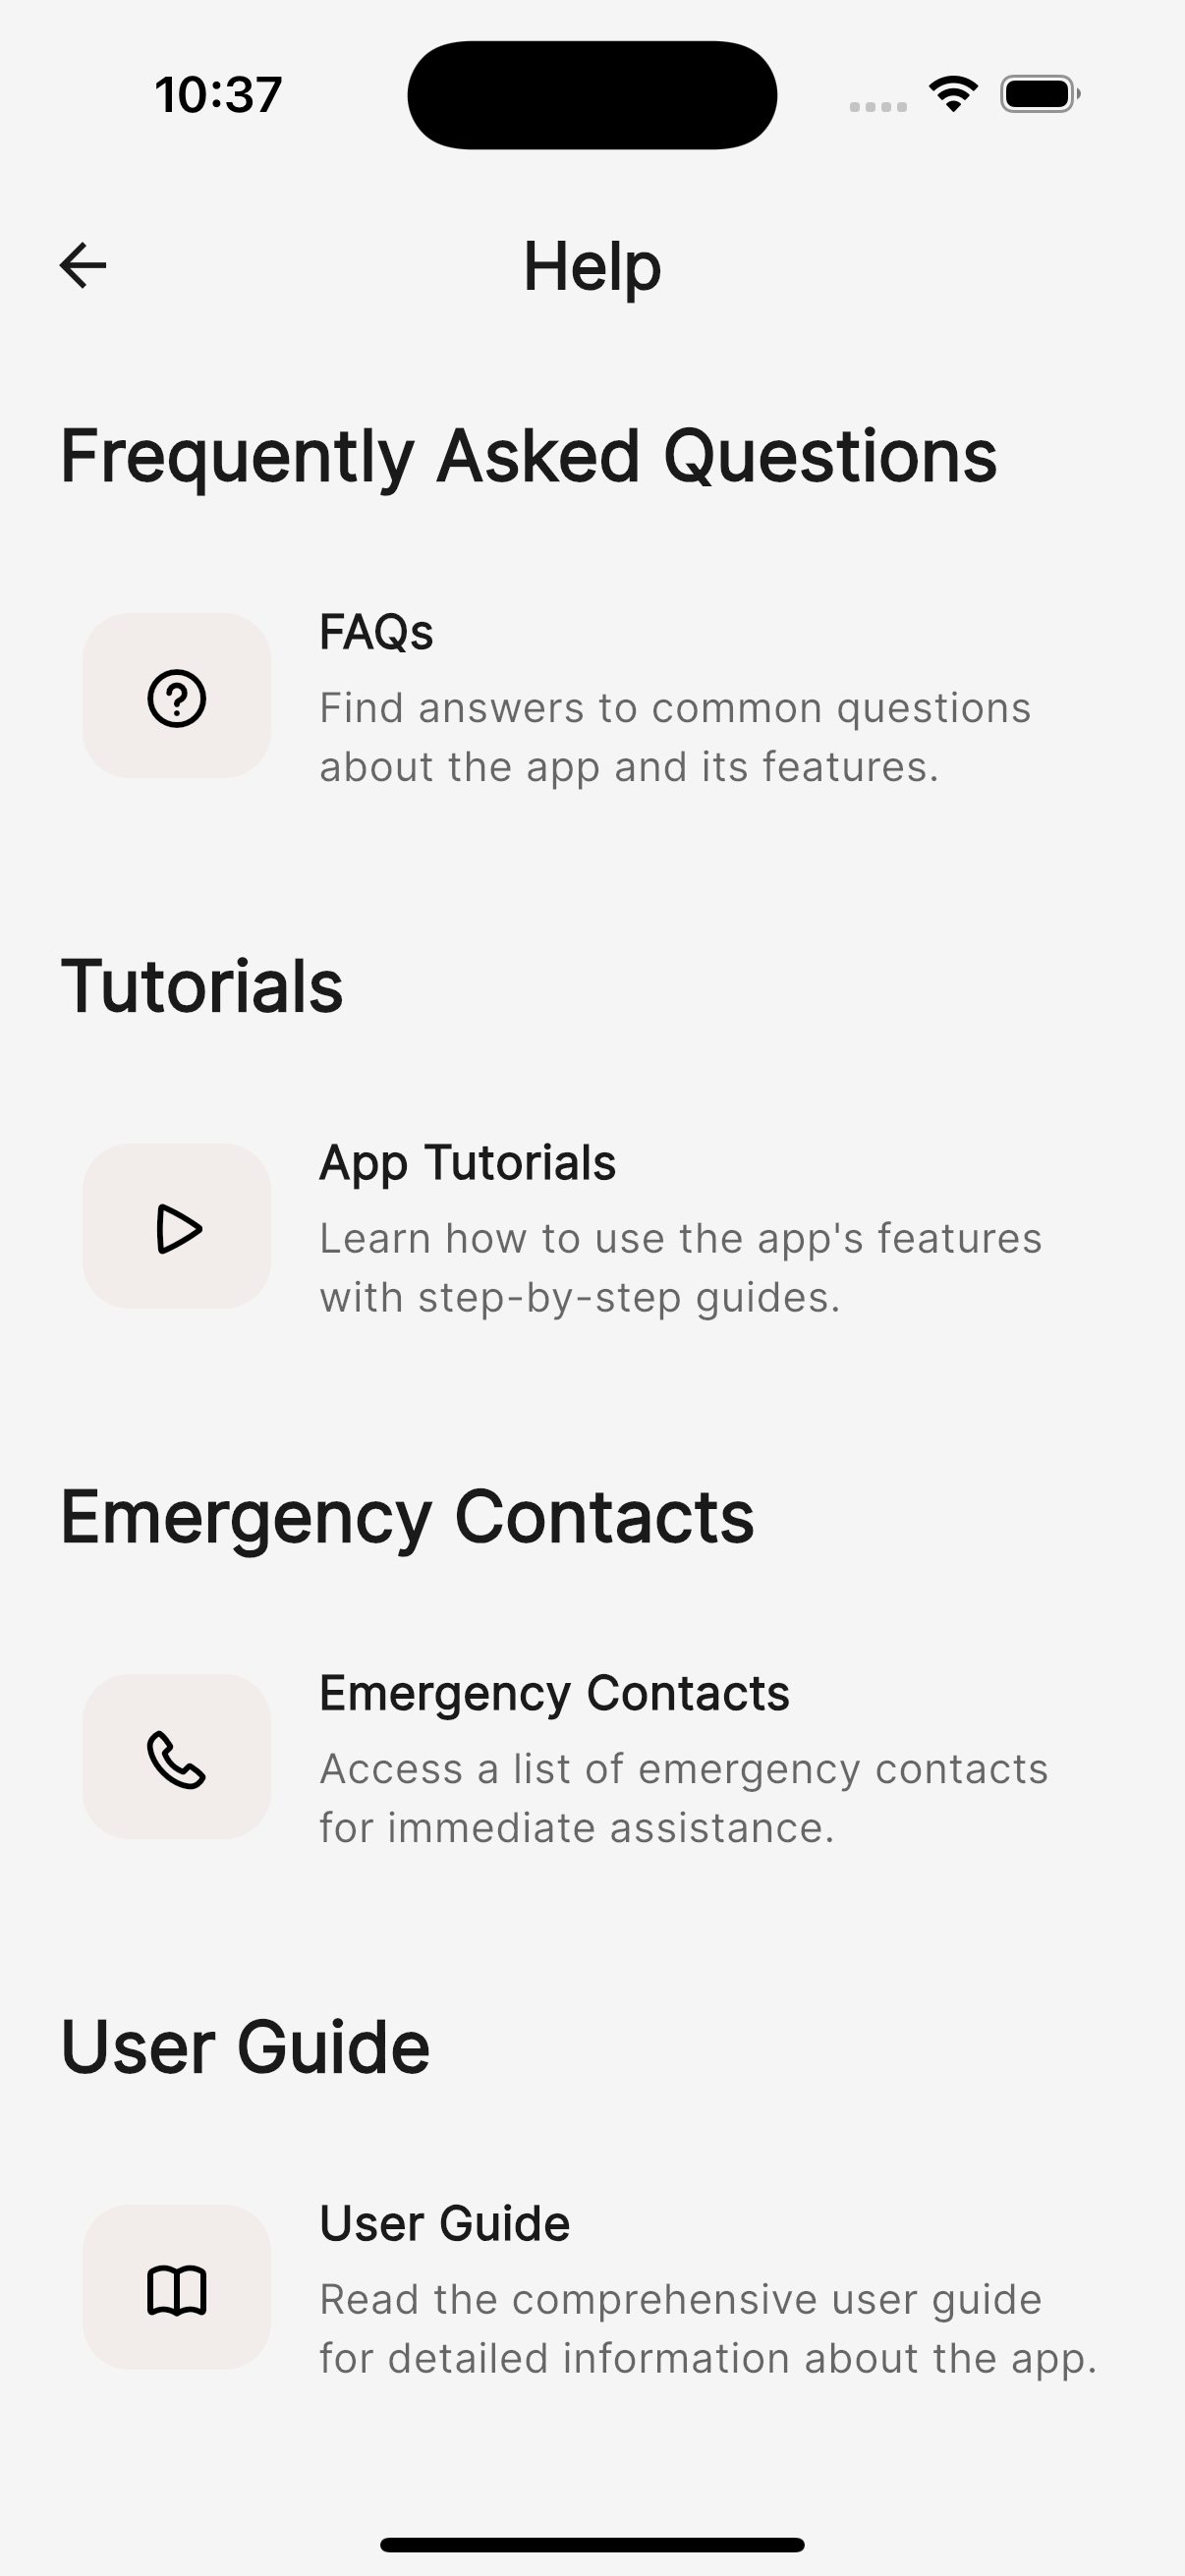 10:37
Help
Frequently Asked Questions
FAQs
Find answers to common questions
about the app and its features.
Tutorials
App Tutorials
Learn how to use the app's features
with step-by-step guides.
Emergency Contacts
Emergency Contacts
Access a list of emergency contacts
for immediate assistance.
User Guide
User Guide
Read the comprehensive user guide
for detailed information about the app.